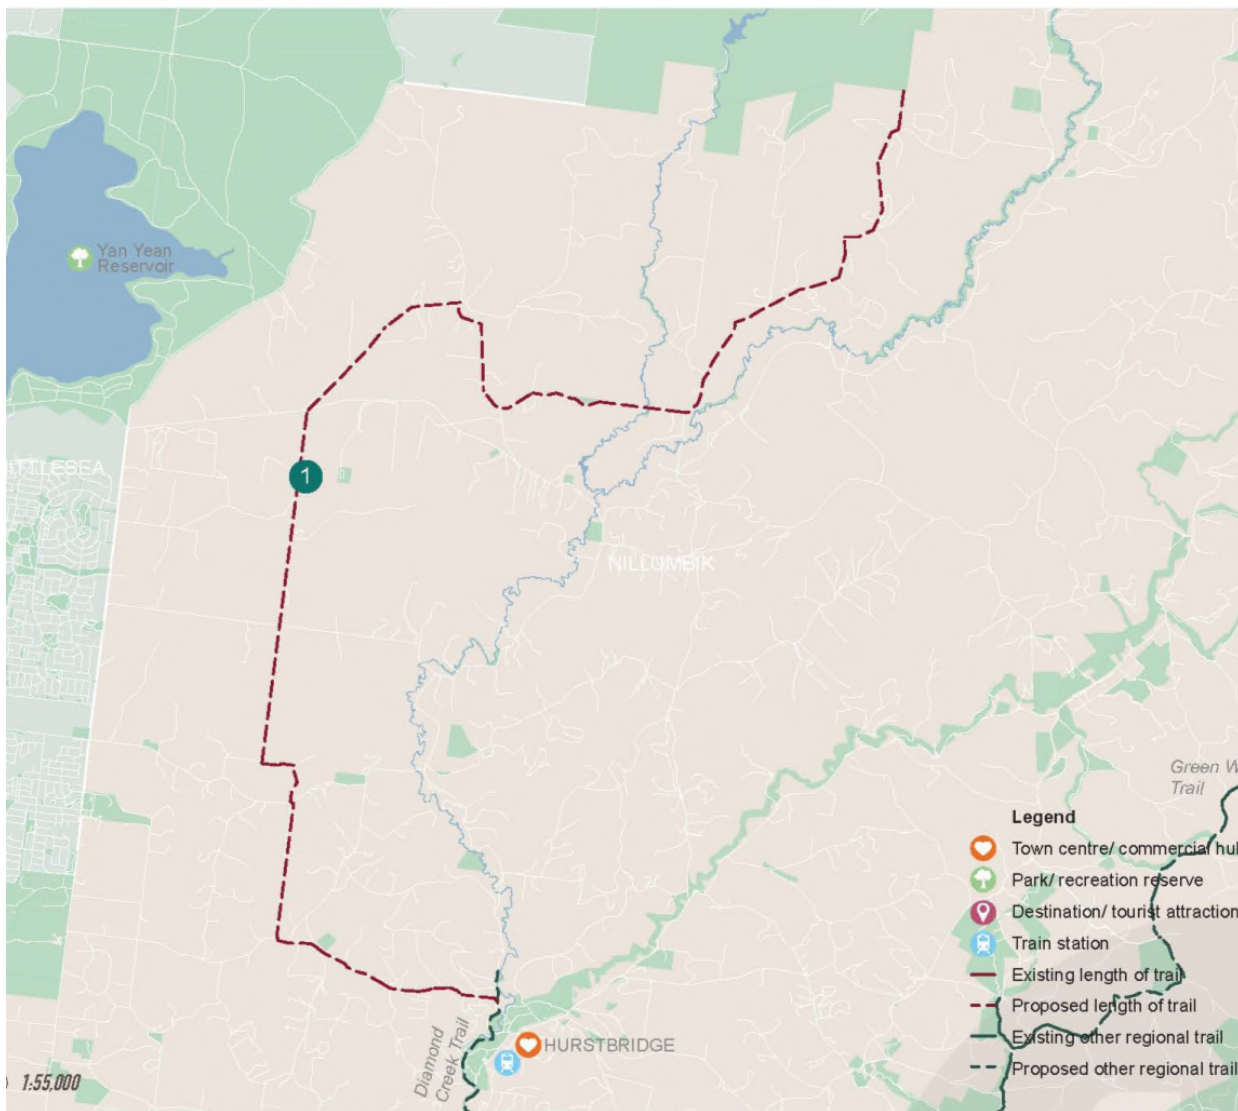 Yan Yean
Reservoir
ITTLESEA
1
NILLUMBIK
Green W
Trail
Legend
Town centre/ commercial hu
Park/ recreation reserve
Destination/ tourist attraction
Train station
Existing length of trail
Proposed length of trail
Existing other regional trail
Proposed other regional trail
Diamond
Creek Trail
HURSTBRIDGE
1:55,000